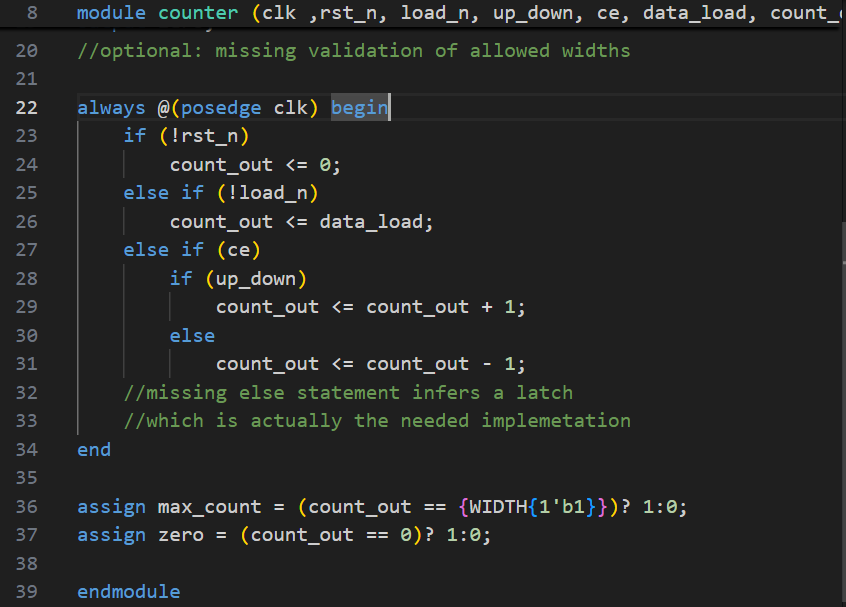 8 module counter (clk ,rst_n, load_n, up_down, ce, data_load, count_
20 //optional: missing validation of allowed widths
21
22 always @(posedge clk) begin
23 if (!rst_n)
24 count_out <= 0;
25 else if (!load_n)
26 count_out <= data_load;
27 else if (ce)
28 if (up_down)
29 count_out <= count_out + 1;
30 else
31 count_out <= count_out - 1;
32 //missing else statement infers a latch
33 //which is actually the needed implemetation
34 end
35
36 assign max_count = (count_out == {WIDTH{1'b1}})? 1:0;
37 assign zero = (count_out == 0)? 1:0;
38
39 endmodule